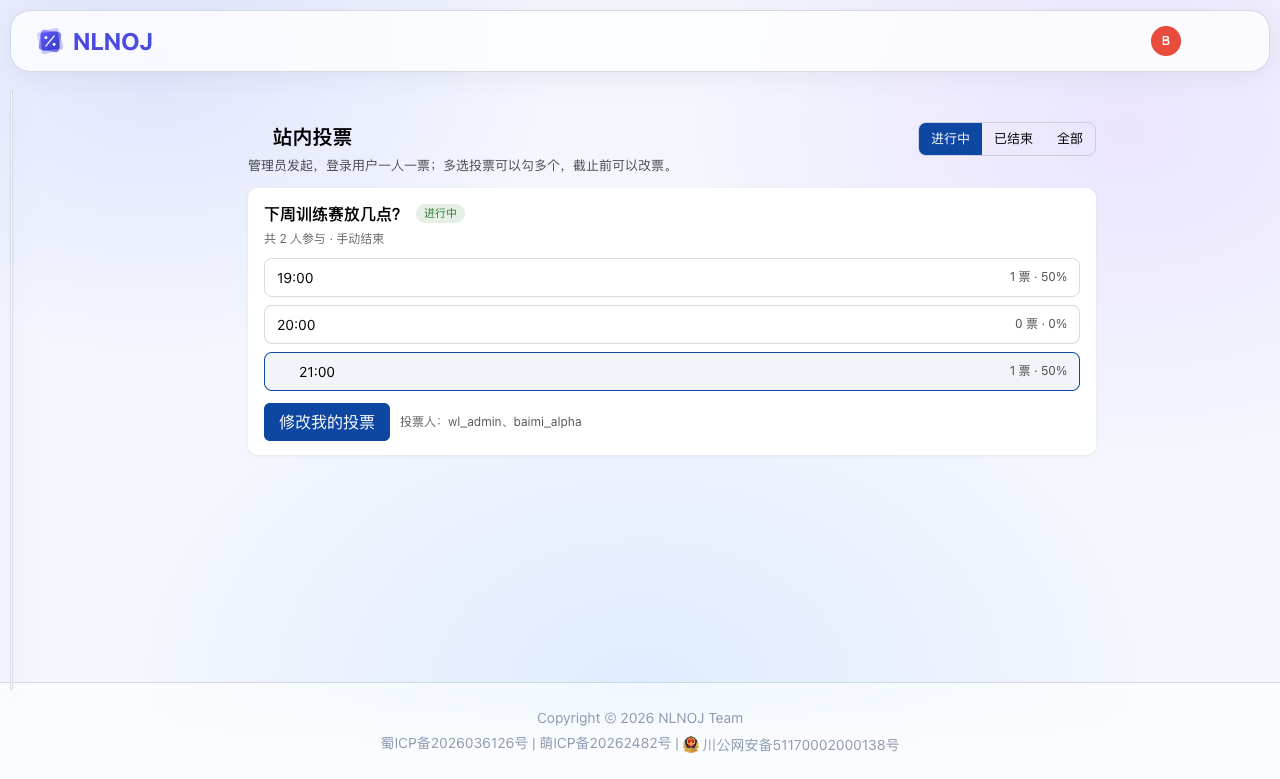 NLNOJ
B
站内投票
进行中 已结束 全部
管理员发起，登录用户一人一票；多选投票可以勾多个，截止前可以改票。
下周训练赛放几点？ 进行中
共 2 人参与 · 手动结束
19:00 1 票 · 50%
20:00 0 票 · 0%
21:00 1 票 · 50%
修改我的投票 投票人：wl_admin、baimi_alpha
Copyright © 2026 NLNOJ Team
蜀ICP备2026036126号 | 萌ICP备20262482号 | 川公网安备51170002000138号